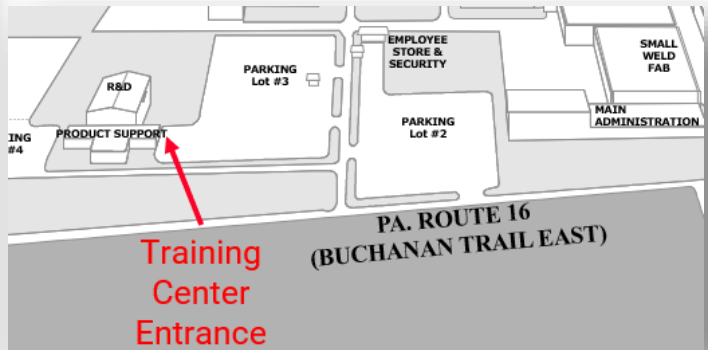 EMPLOYEE
STORE &
SECURITY
SMALL
WELD
FAB
PARKING
Lot #3
R&D
MAIN
ADMINISTRATION
PARKING
Lot #2
PRODUCT SUPPORT
ING
#4
PA. ROUTE 16
(BUCHANAN TRAIL EAST)
Training
Center
Entrance